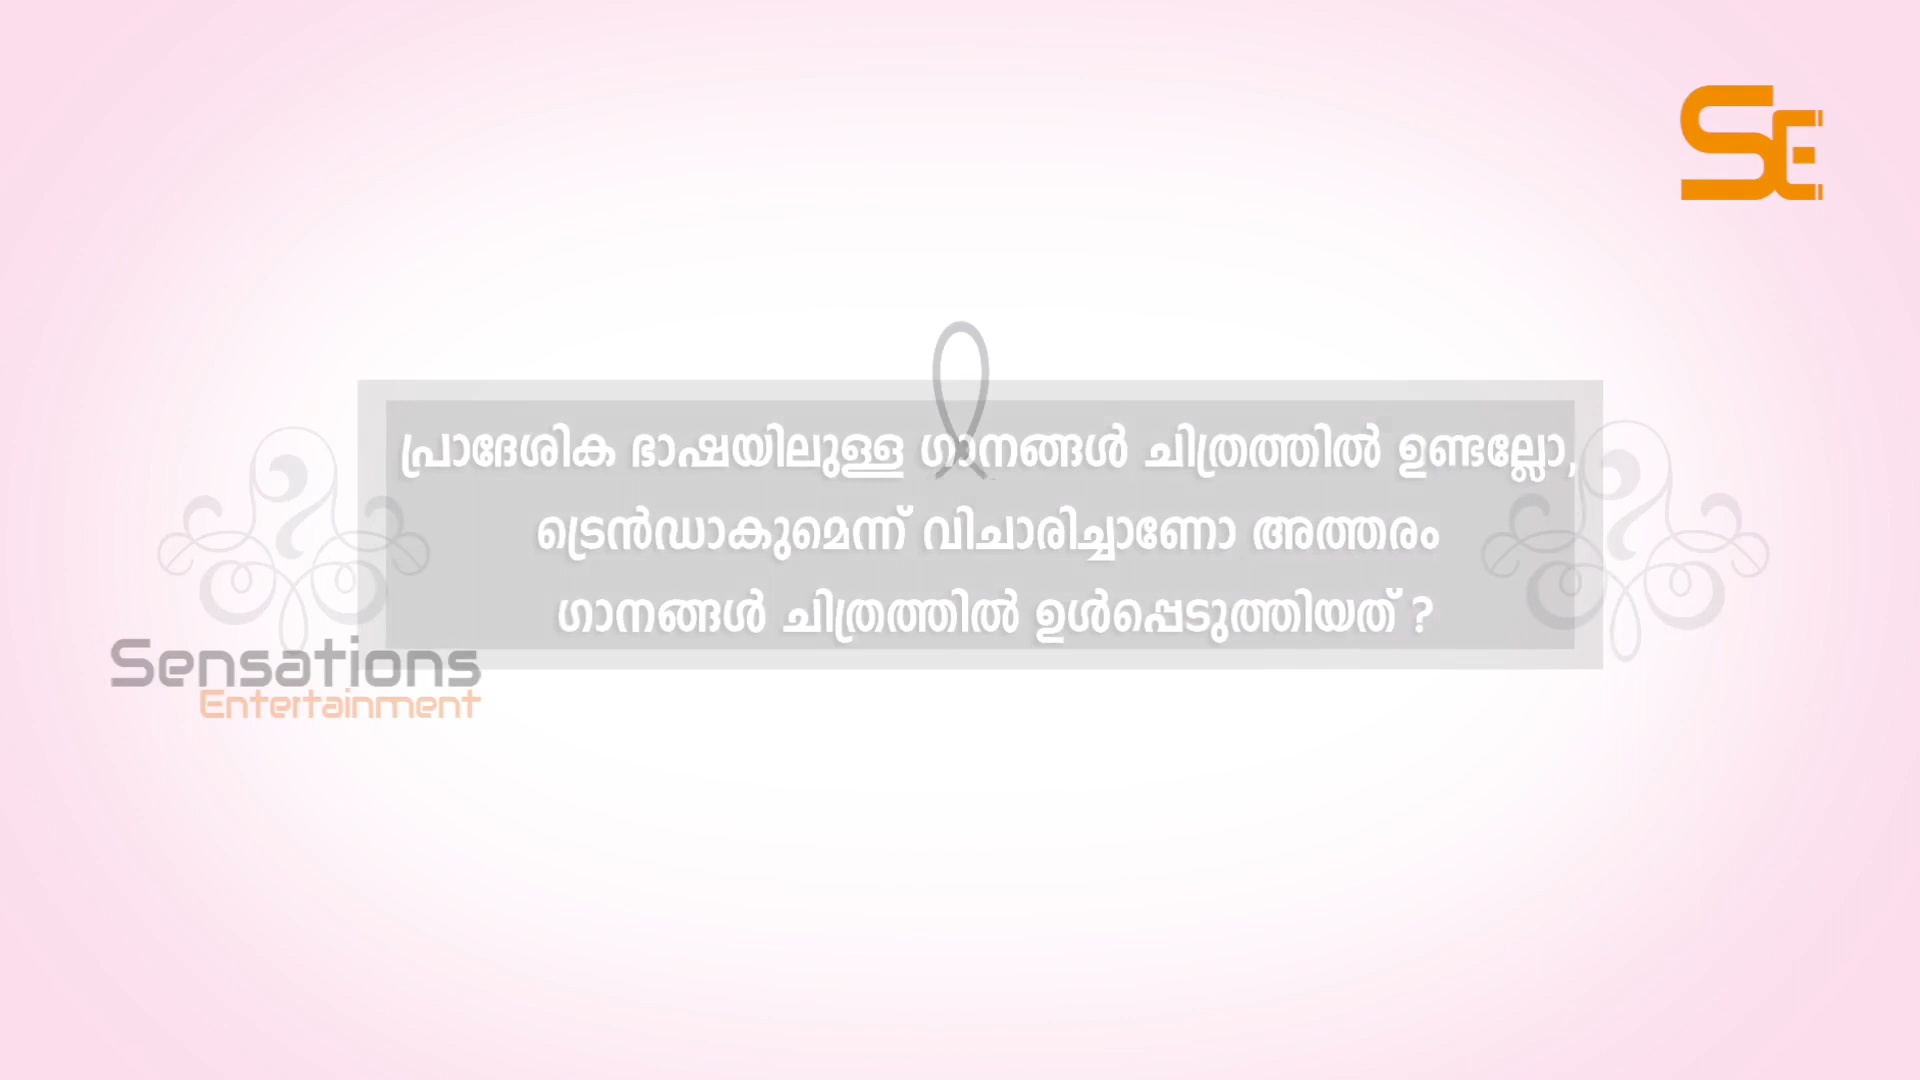 SE
പ്രാദേശിക ഭാഷയിലുള്ള ഗാനങ്ങൾ ചിത്രത്തിൽ ഉണ്ടല്ലോ,
ട്രെൻഡാകുമെന്ന് വിചാരിച്ചാണോ അത്തരം
ഗാനങ്ങൾ ചിത്രത്തിൽ ഉൾപ്പെടുത്തിയത് ?
Sensations
Entertainment